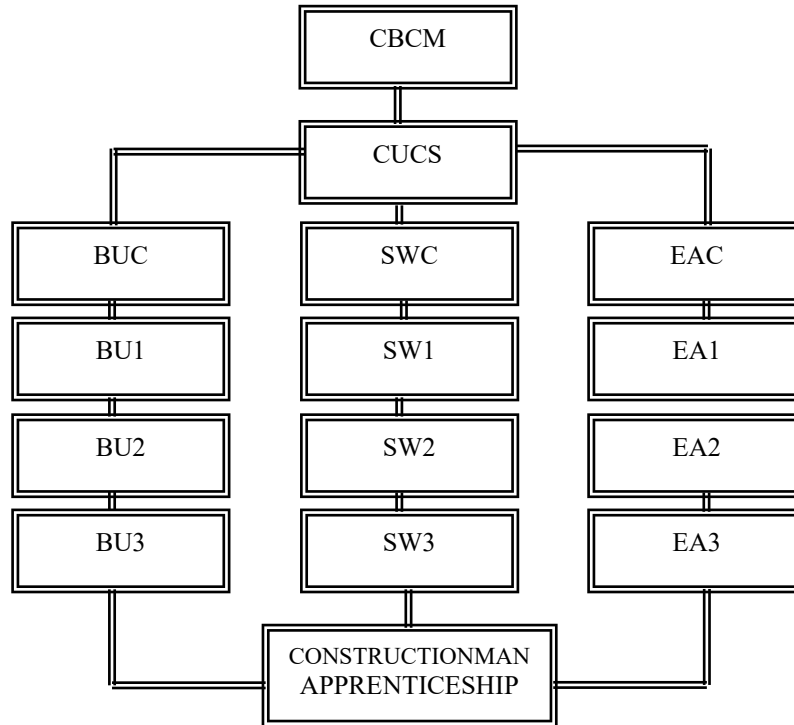 CBCM
CUCS
BUC
SWC
EAC
BU1
SW1
EA1
BU2
SW2
EA2
BU3
SW3
EA3
CONSTRUCTIONMAN
APPRENTICESHIP